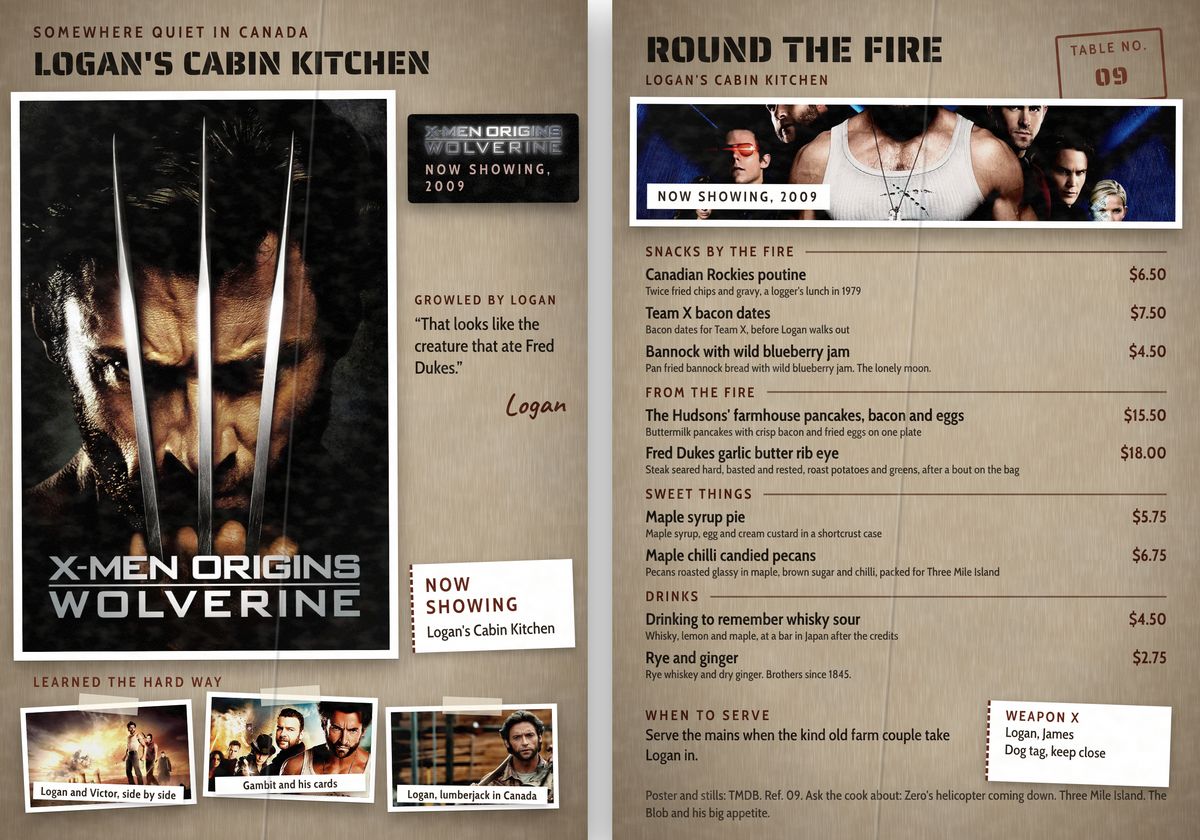 SOMEWHERE QUIET IN CANADA
LOGAN'S CABIN KITCHEN
X-MEN ORIGINS
WOLVERINE
NOW SHOWING,
2009
GROWLED BY LOGAN
“That looks like the
creature that ate Fred
Dukes.”
Logan
X-MEN ORIGINS
WOLVERINE
NOW
SHOWING
Logan's Cabin Kitchen
LEARNED THE HARD WAY
Logan and Victor, side by side
Gambit and his cards
Logan, lumberjack in Canada
ROUND THE FIRE
LOGAN'S CABIN KITCHEN
TABLE NO.
09
NOW SHOWING, 2009
SNACKS BY THE FIRE
Canadian Rockies poutine $6.50
Twice fried chips and gravy, a logger's lunch in 1979
Team X bacon dates $7.50
Bacon dates for Team X, before Logan walks out
Bannock with wild blueberry jam $4.50
Pan fried bannock bread with wild blueberry jam. The lonely moon.
FROM THE FIRE
The Hudsons' farmhouse pancakes, bacon and eggs $15.50
Buttermilk pancakes with crisp bacon and fried eggs on one plate
Fred Dukes garlic butter rib eye $18.00
Steak seared hard, basted and rested, roast potatoes and greens, after a bout on the bag
SWEET THINGS
Maple syrup pie $5.75
Maple syrup, egg and cream custard in a shortcrust case
Maple chilli candied pecans $6.75
Pecans roasted glassy in maple, brown sugar and chilli, packed for Three Mile Island
DRINKS
Drinking to remember whisky sour $4.50
Whisky, lemon and maple, at a bar in Japan after the credits
Rye and ginger $2.75
Rye whiskey and dry ginger. Brothers since 1845.
WHEN TO SERVE
Serve the mains when the kind old farm couple take
Logan in.
WEAPON X
Logan, James
Dog tag, keep close
Poster and stills: TMDB. Ref. 09. Ask the cook about: Zero's helicopter coming down. Three Mile Island. The
Blob and his big appetite.